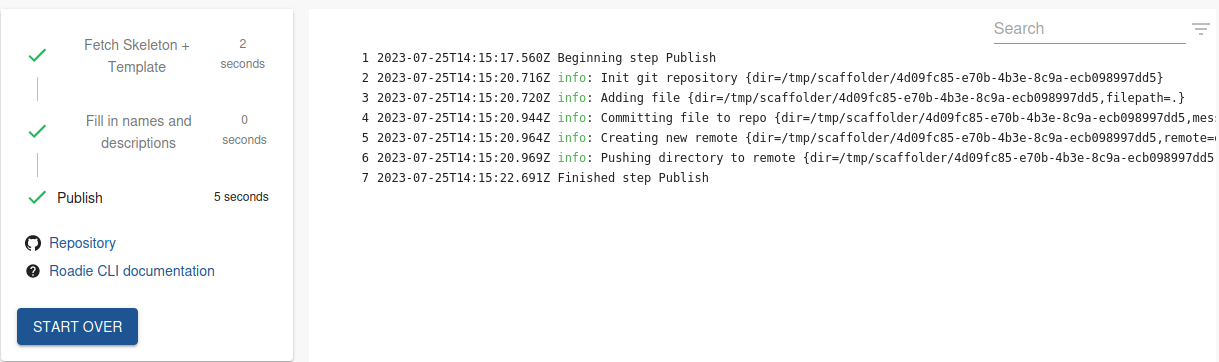 Fetch Skeleton +
Template
2
seconds
Fill in names and
descriptions
0
seconds
Publish
5 seconds
Repository
Roadie CLI documentation
START OVER
Search
1 2023-07-25T14:15:17.560Z Beginning step Publish
2 2023-07-25T14:15:20.716Z info: Init git repository {dir=/tmp/scaffolder/4d09fc85-e70b-4b3e-8c9a-ecb098997dd5}
3 2023-07-25T14:15:20.720Z info: Adding file {dir=/tmp/scaffolder/4d09fc85-e70b-4b3e-8c9a-ecb098997dd5,filepath=.}
4 2023-07-25T14:15:20.944Z info: Committing file to repo {dir=/tmp/scaffolder/4d09fc85-e70b-4b3e-8c9a-ecb098997dd5,mes
5 2023-07-25T14:15:20.964Z info: Creating new remote {dir=/tmp/scaffolder/4d09fc85-e70b-4b3e-8c9a-ecb098997dd5,remote=
6 2023-07-25T14:15:20.969Z info: Pushing directory to remote {dir=/tmp/scaffolder/4d09fc85-e70b-4b3e-8c9a-ecb098997dd5
7 2023-07-25T14:15:22.691Z Finished step Publish